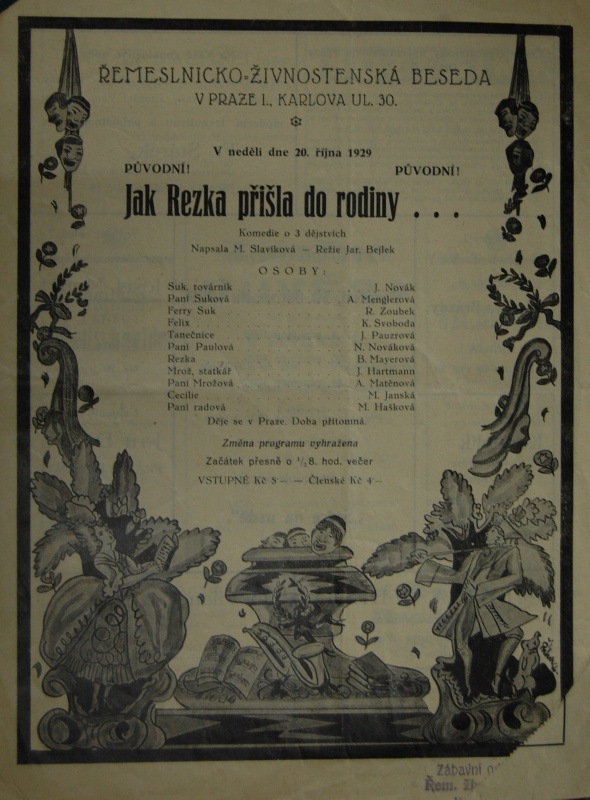 ŘEMESLNICKO-ŽIVNOSTENSKÁ BESEDA
V PRAZE I., KARLOVA UL. 30.
V neděli dne 20. října 1929
PŮVODNÍ! PŮVODNÍ!
Jak Rezka přišla do rodiny . . .
Komedie o 3 dějstvích
Napsala M. Slavíková — Režie Jar. Bejlek
OSOBY:
Suk, továrník J. Novák
Paní Suková A. Menglerová
Ferry Suk R. Zoubek
Felix K. Svoboda
Tanečnice J. Pauzrová
Paní Paulová N. Nováková
Rezka B. Mayerová
Mrož, statkář J. Hartmann
Paní Mrožová A. Matěnová
Cecilie M. Janská
Paní radová M. Hašková
Děje se v Praze. Doba přítomná.
Změna programu vyhražena
Začátek přesně o 8. hod. večer
VSTUPNÉ Kč 5·— — Členské Kč 4·—
Zábavní
Řem.